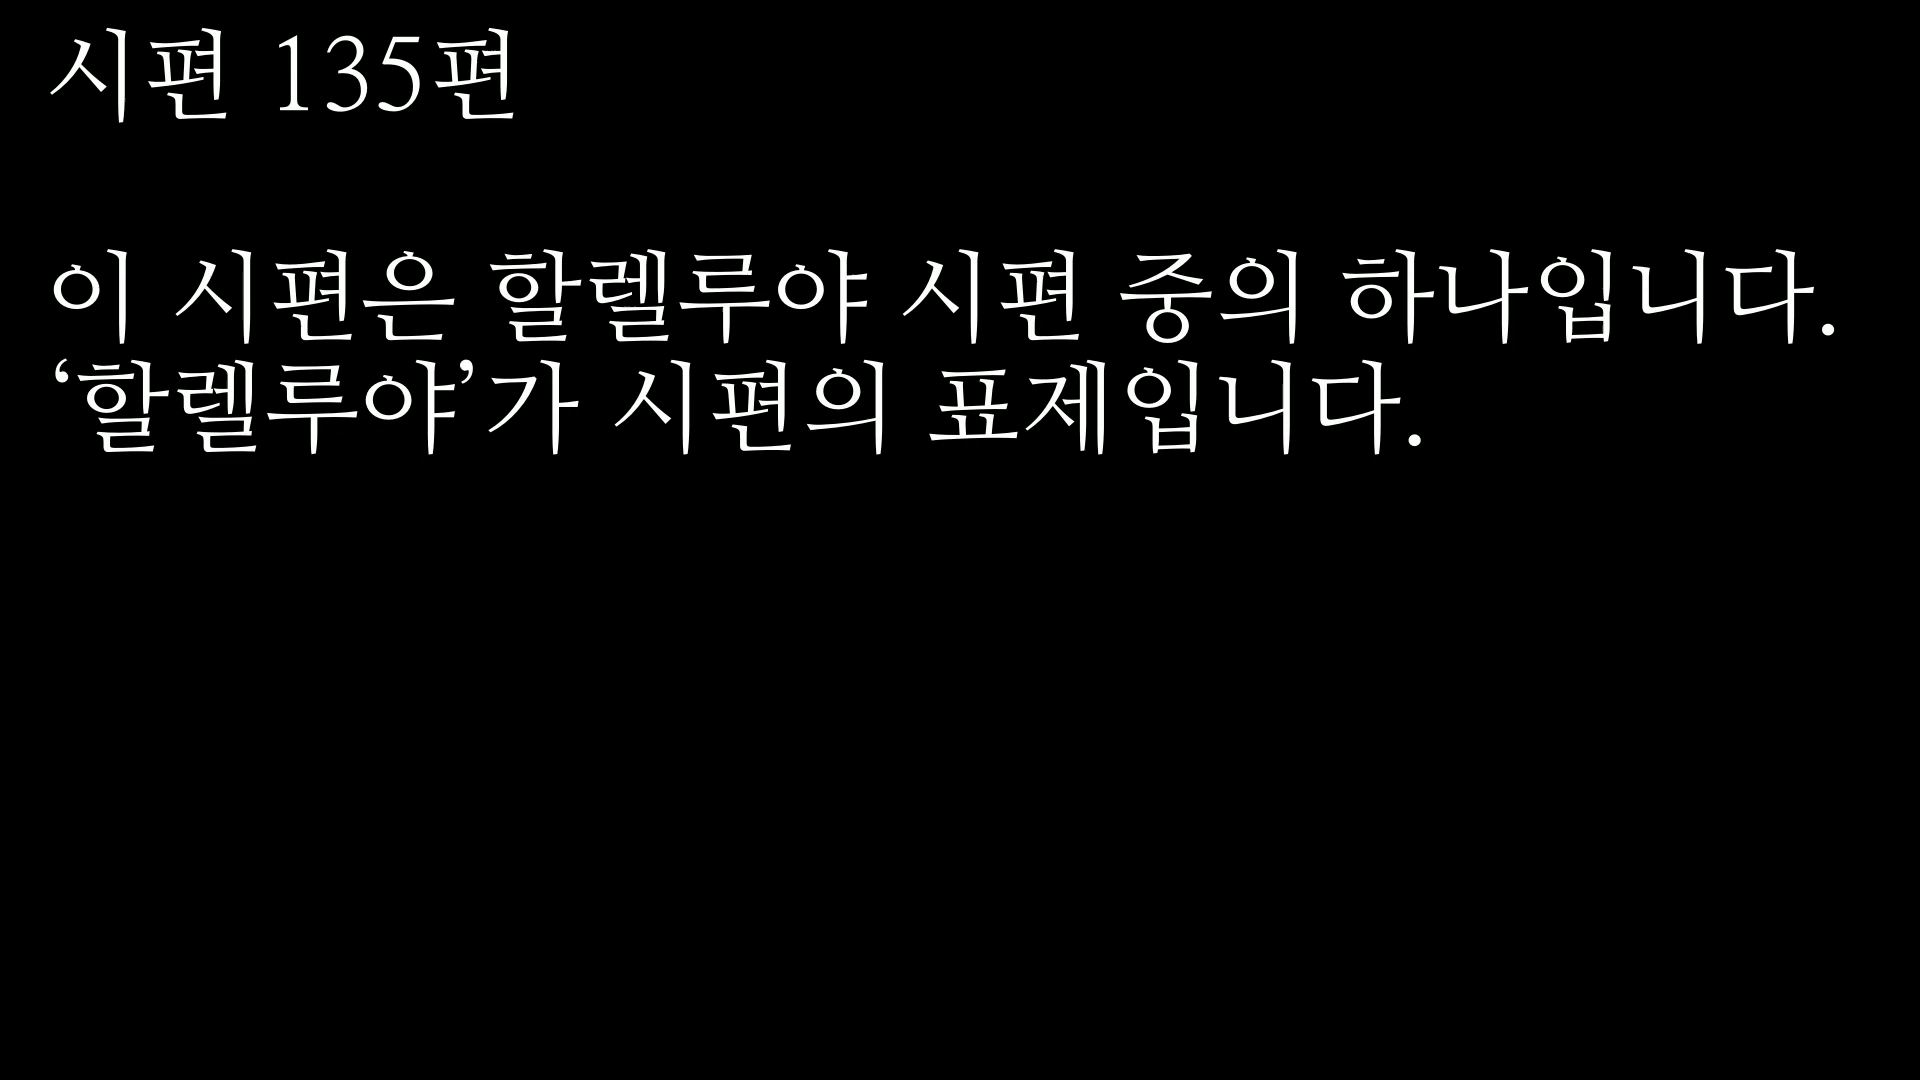 시편 135편
이 시편은 할렐루야 시편 중의 하나입니다.
‘할렐루야’가 시편의 표제입니다.